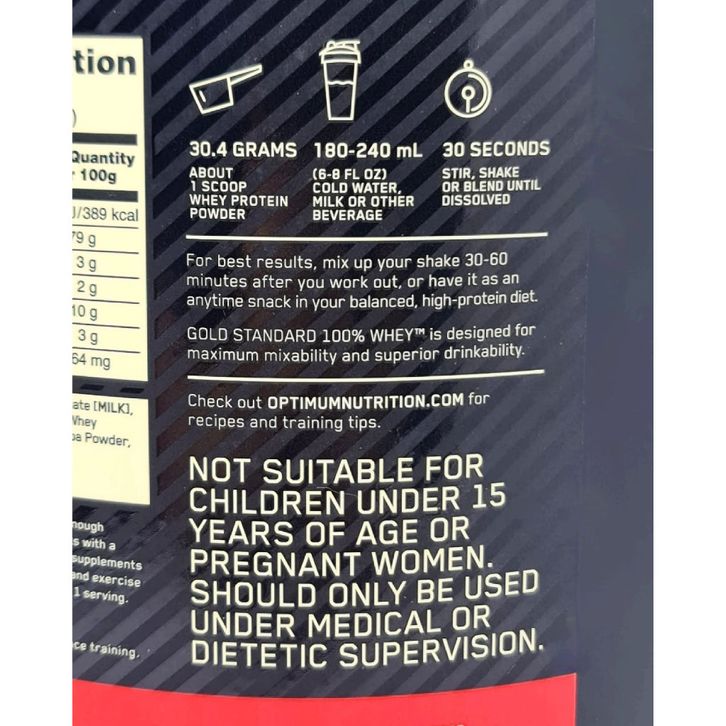 tion
)
Quantity
100g
J/389 kcal
79 g
3 g
2 g
10 g
3 g
64 mg
ate (MILK),
Whey
oa Powder,
nough
s with a
supplements
and exercise
1 serving.
ce training.
30.4 GRAMS
ABOUT
1 SCOOP
WHEY PROTEIN
POWDER
180-240 mL
(6-8 FL OZ)
COLD WATER,
MILK OR OTHER
BEVERAGE
30 SECONDS
STIR, SHAKE
OR BLEND UNTIL
DISSOLVED
For best results, mix up your shake 30-60
minutes after you work out, or have it as an
anytime snack in your balanced, high-protein diet.
GOLD STANDARD 100% WHEY™ is designed for
maximum mixability and superior drinkability.
Check out OPTIMUMNUTRITION.COM for
recipes and training tips.
NOT SUITABLE FOR
CHILDREN UNDER 15
YEARS OF AGE OR
PREGNANT WOMEN.
SHOULD ONLY BE USED
UNDER MEDICAL OR
DIETETIC SUPERVISION.